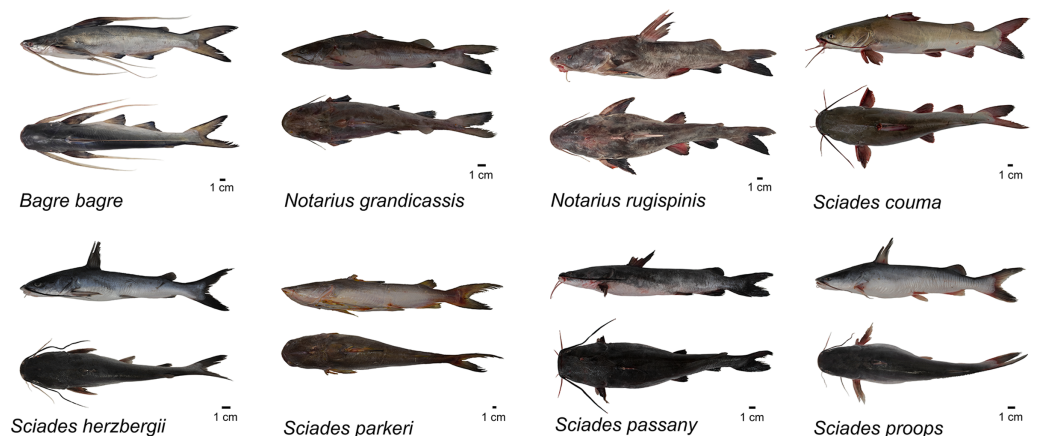 1 cm
1 cm
1 cm
1 cm
Bagre bagre
Notarius grandicassis
Notarius rugispinis
Sciades couma
1 cm
1 cm
1 cm
1 cm
Sciades herzbergii
Sciades parkeri
Sciades passany
Sciades proops